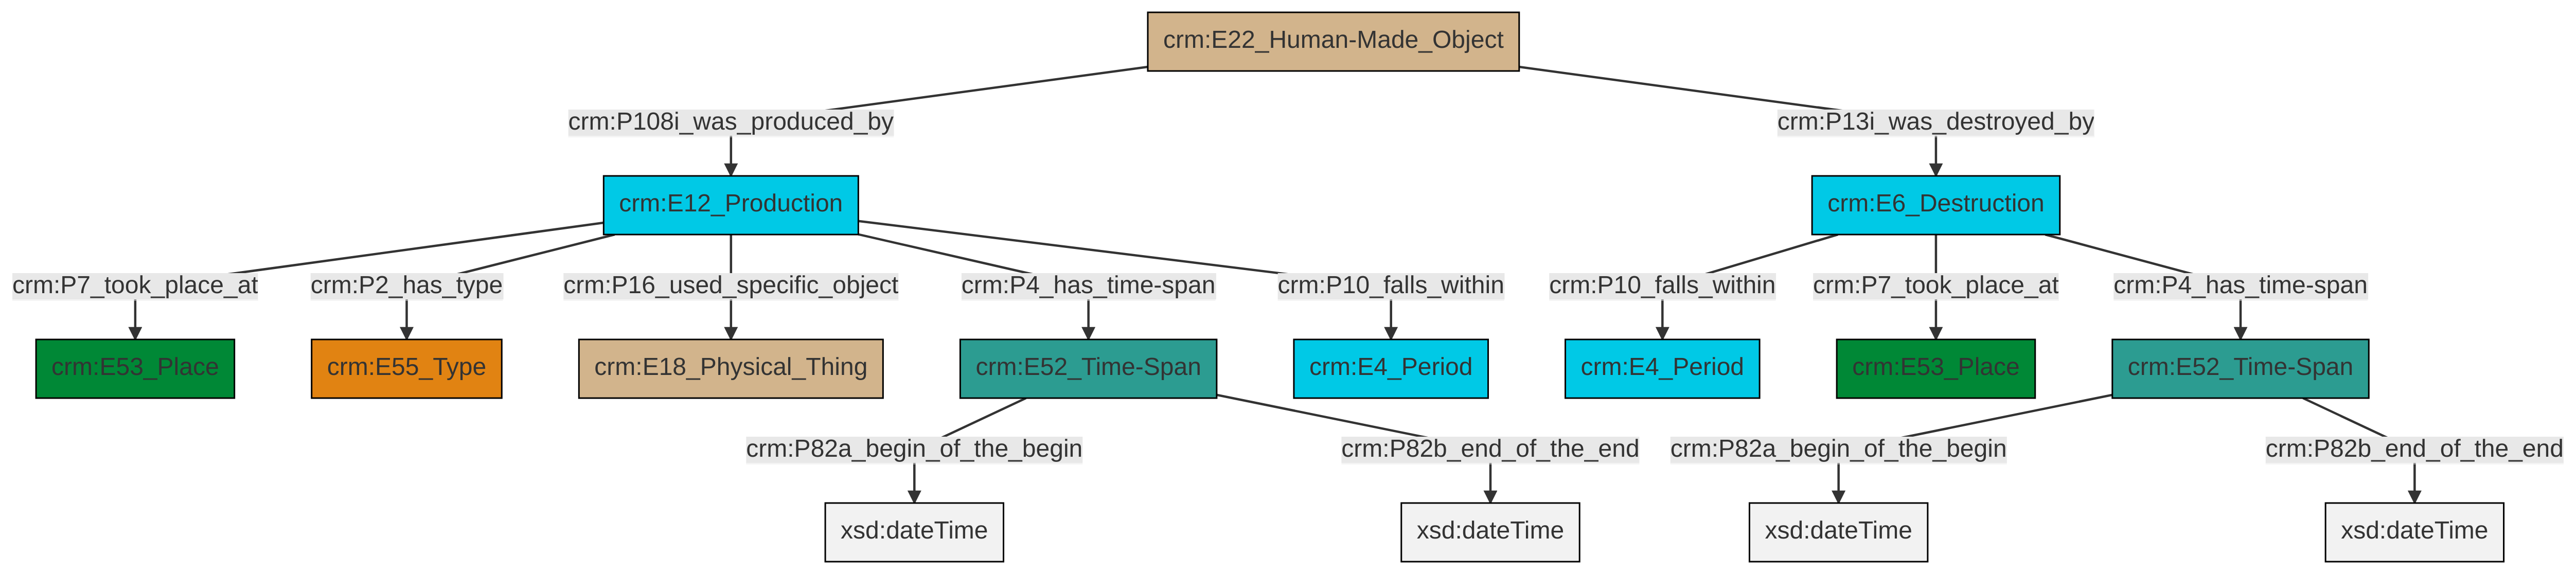 crm:E22_Human-Made_Object
crm:P108i_was_produced_by
crm:P13i_was_destroyed_by
crm:E12_Production
crm:E6_Destruction
crm:P7_took_place_at
crm:P2_has_type
crm:P16_used_specific_object
crm:P4_has_time-span
crm:P10_falls_within
crm:P10_falls_within
crm:P7_took_place_at
crm:P4_has_time-span
crm:E53_Place
crm:E55_Type
crm:E18_Physical_Thing
crm:E52_Time-Span
crm:E4_Period
crm:E4_Period
crm:E53_Place
crm:E52_Time-Span
crm:P82a_begin_of_the_begin
crm:P82b_end_of_the_end
crm:P82a_begin_of_the_begin
crm:P82b_end_of_the_end
xsd:dateTime
xsd:dateTime
xsd:dateTime
xsd:dateTime